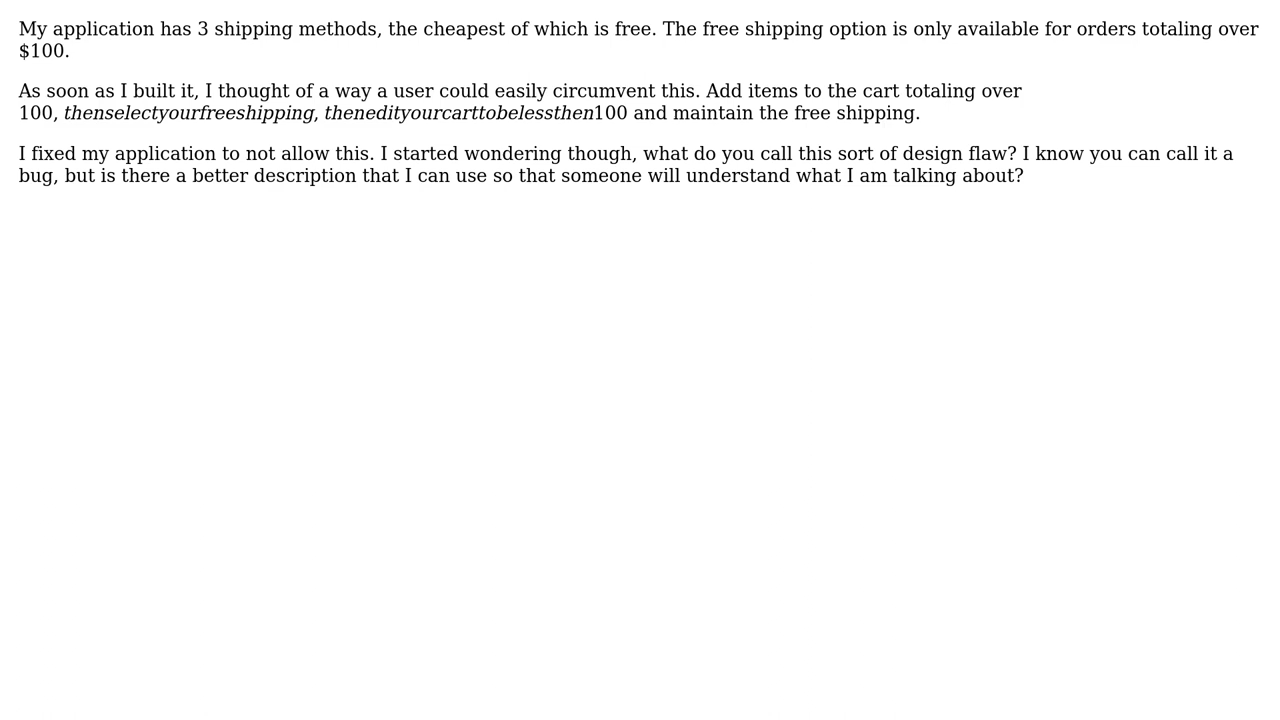 My application has 3 shipping methods, the cheapest of which is free. The free shipping option is only available for orders totaling over
$100.
As soon as I built it, I thought of a way a user could easily circumvent this. Add items to the cart totaling over
100, thenselectyourfreeshipping, theneedityourcarttobelessthen100 and maintain the free shipping.
I fixed my application to not allow this. I started wondering though, what do you call this sort of design flaw? I know you can call it a
bug, but is there a better description that I can use so that someone will understand what I am talking about?